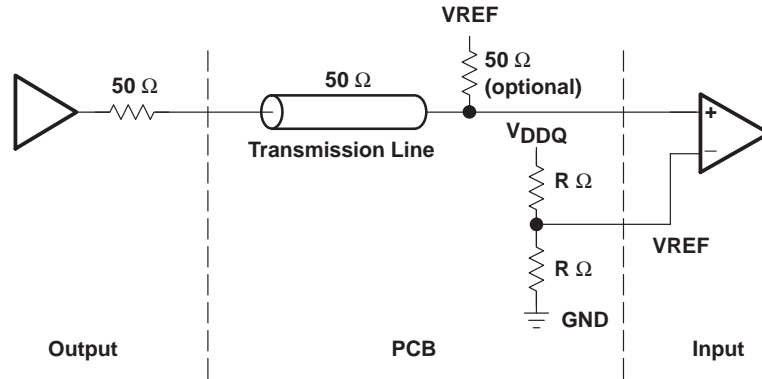 VREF
50 Ω
50 Ω
50 Ω
(optional)
Transmission Line
VDDQ
+
−
R Ω
VREF
R Ω
GND
Output
PCB
Input